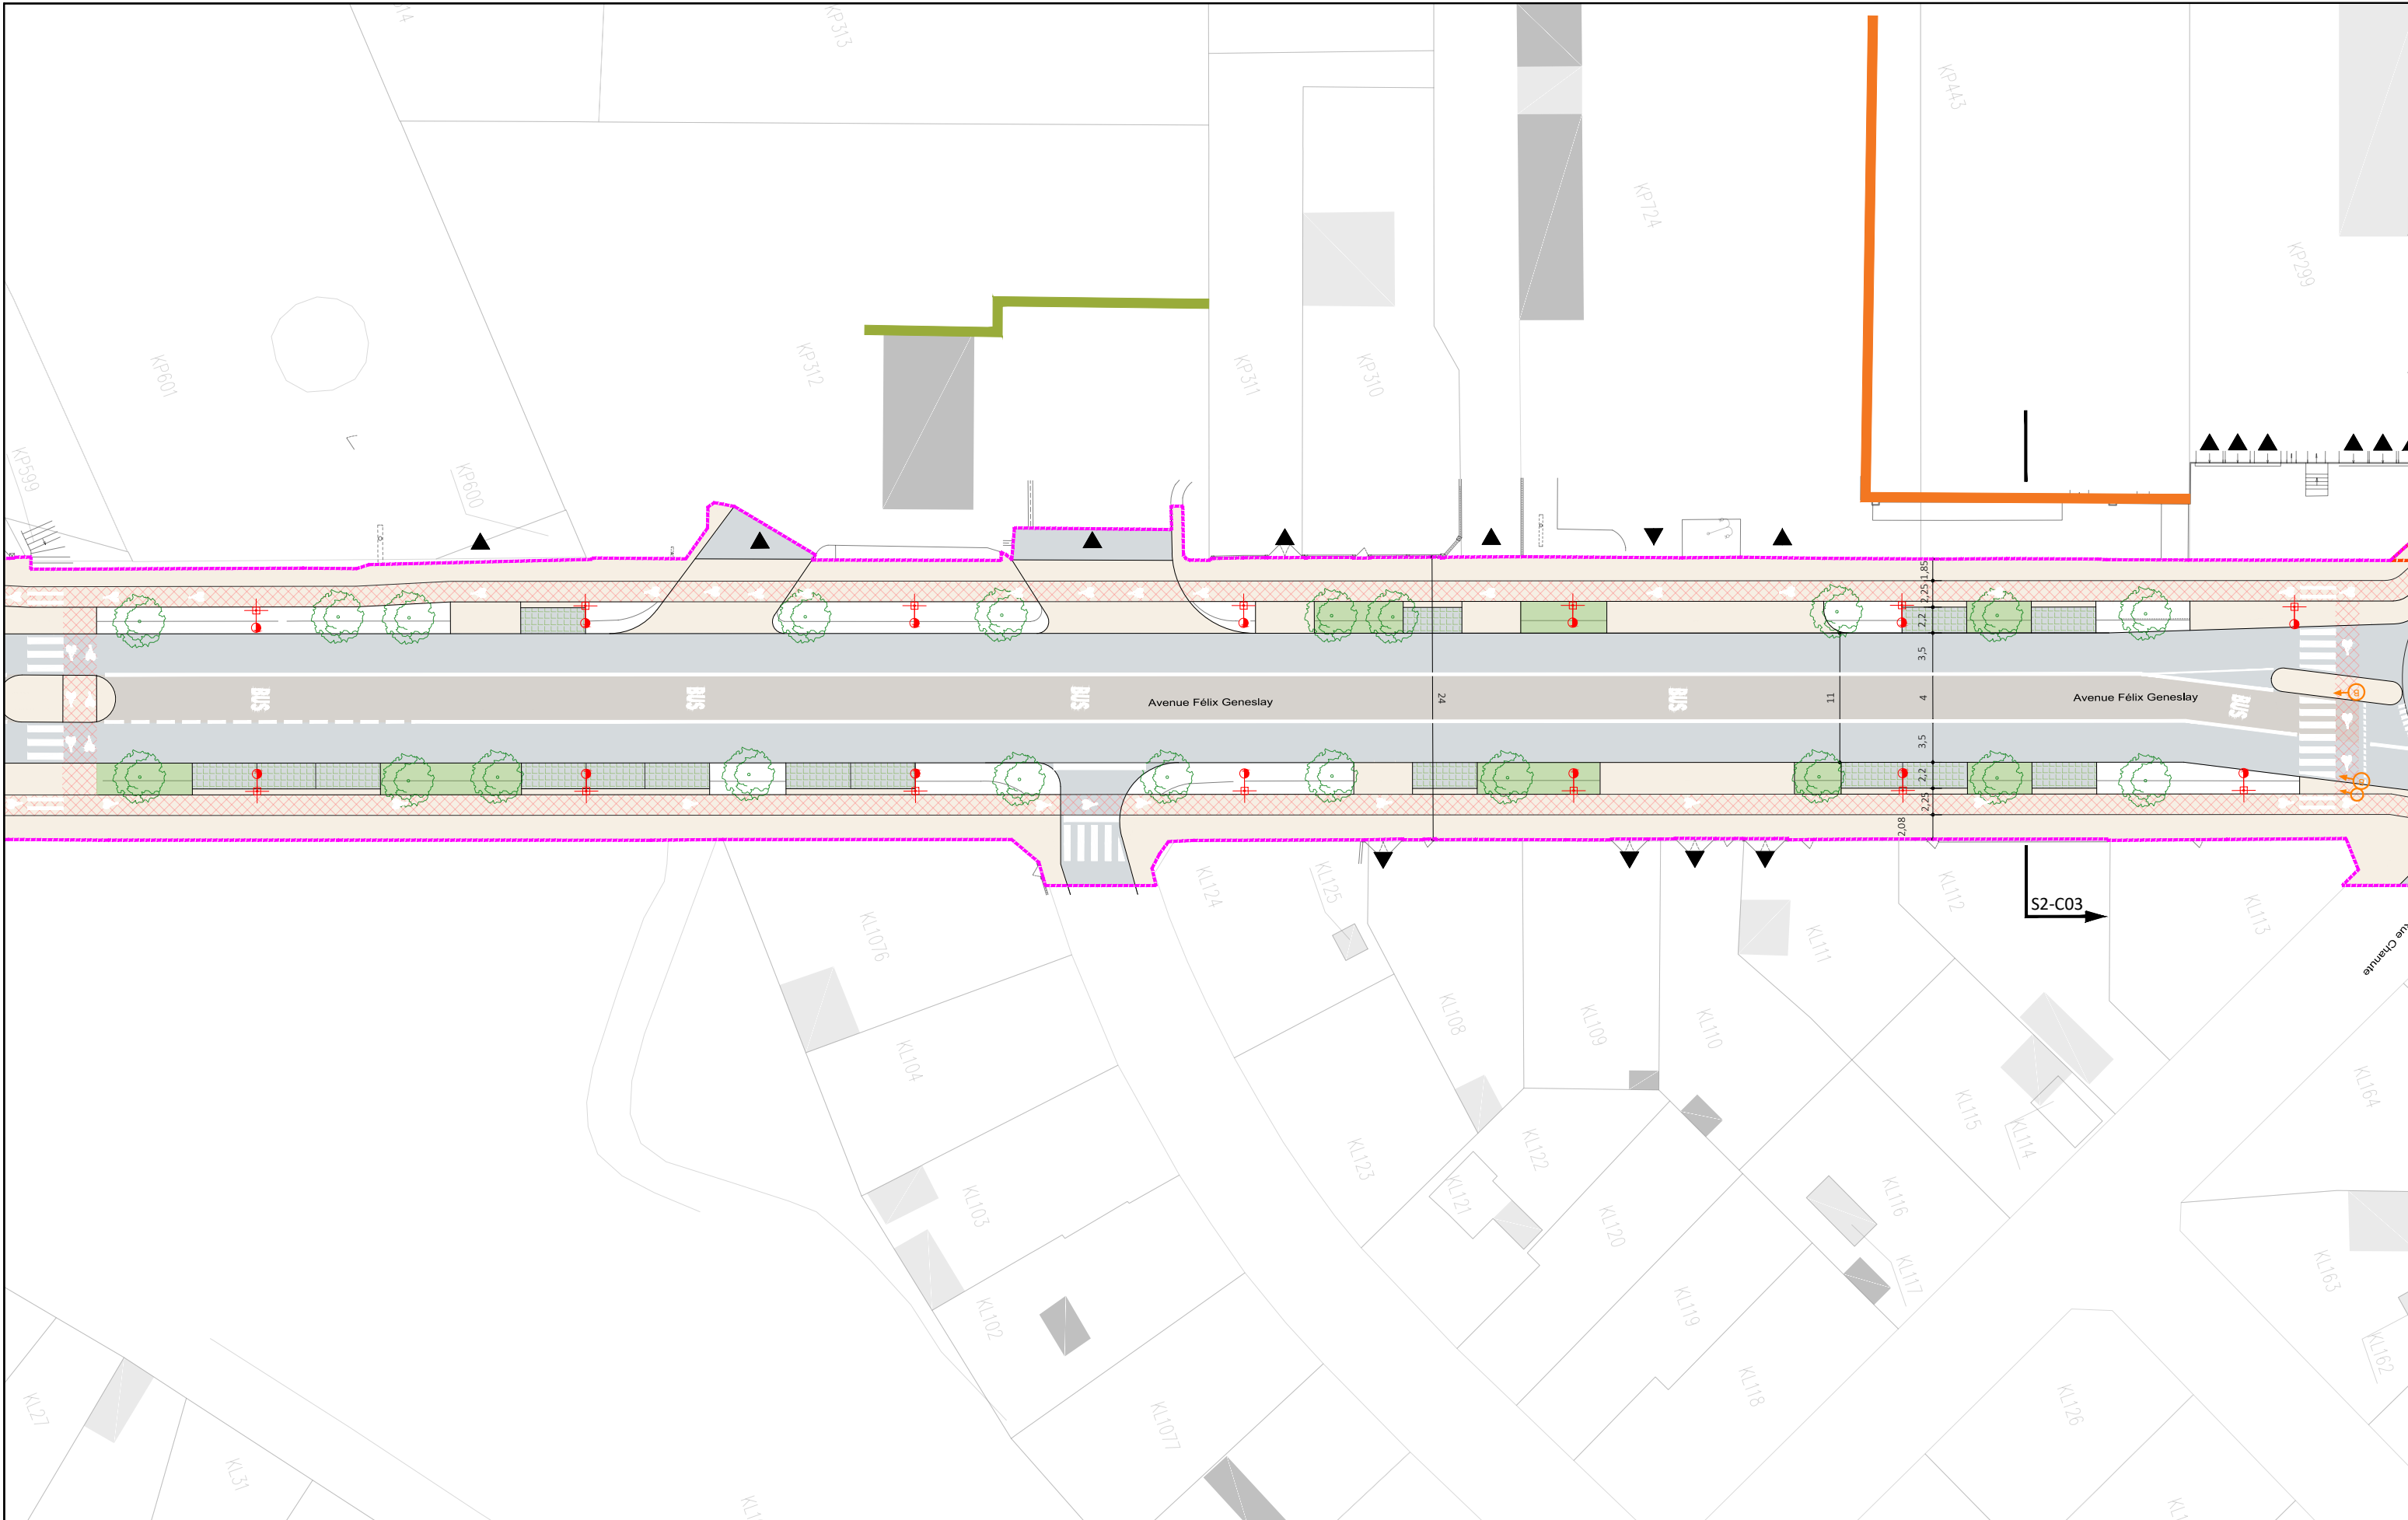 KP313
KP443
KP724
KP299
KP601
KP312
KP311
KP310
KP599
KP600
1,85
2,25
2,2
3,5
BUS
BUS
BUS
Avenue Félix Geneslay
24
BUS
11
4
Avenue Félix Geneslay
BUS
B
3,5
2,2
2,25
2,08
KL124
KL125
KL1076
KL112
KL113
S2-C03
KL111
Rue Chanute
KL108
KL109
KL110
KL104
KL115
KL114
KL164
KL123
KL122
KL103
KL121
KL120
KL116
KL117
KL163
KL102
KL119
KL162
KL118
KL27
KL126
KL1077
KL31